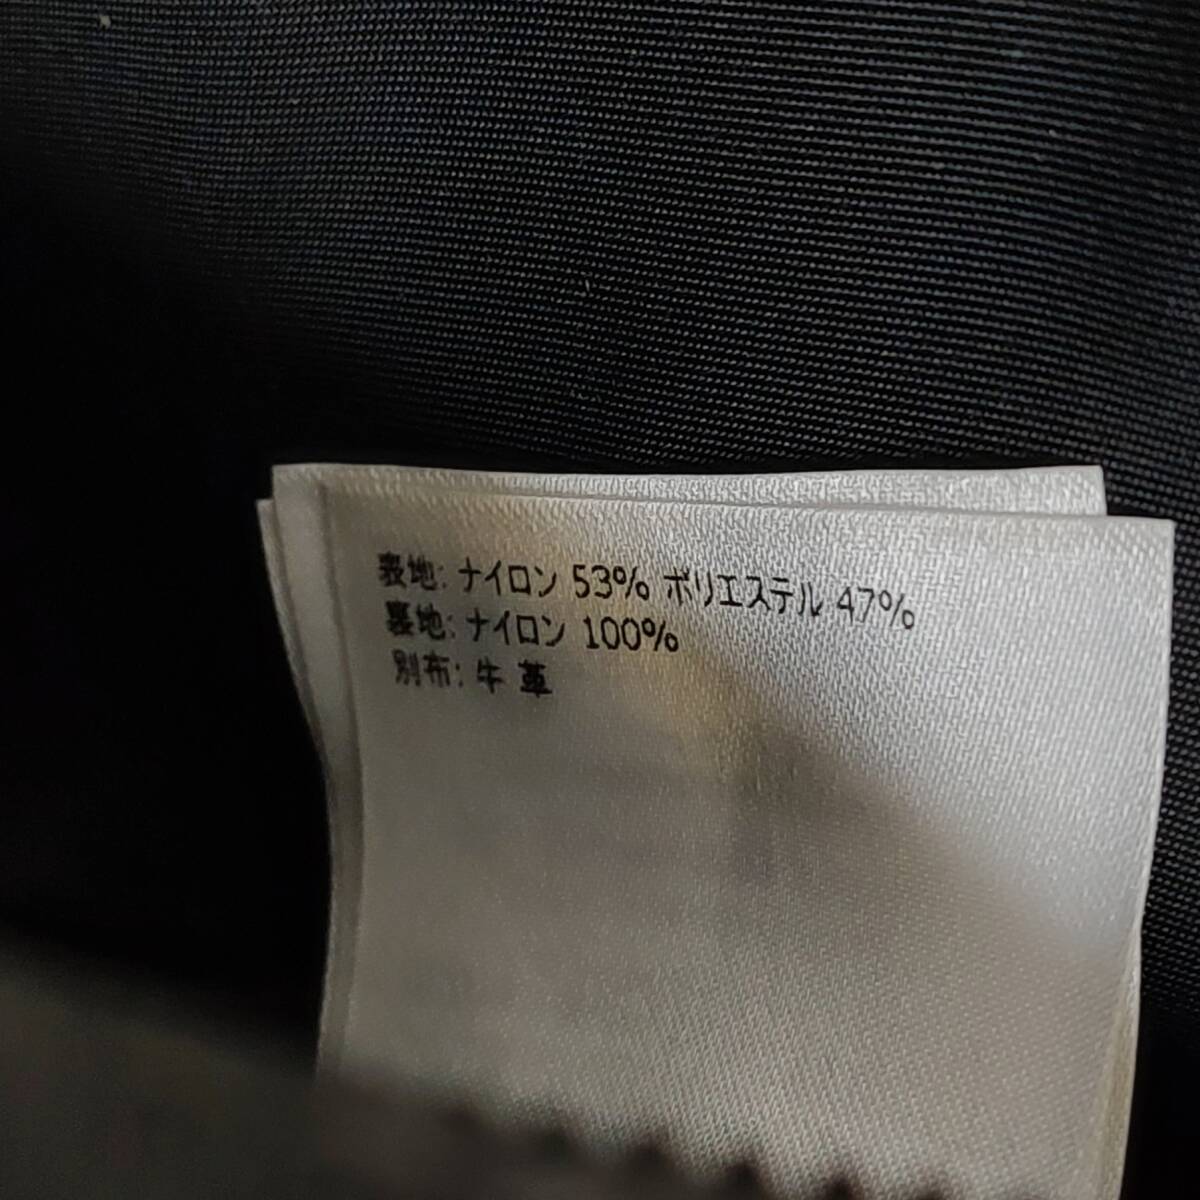 表地: ナイロン 53% ポリエステル 47%
裏地: ナイロン 100%
別布: 牛 革